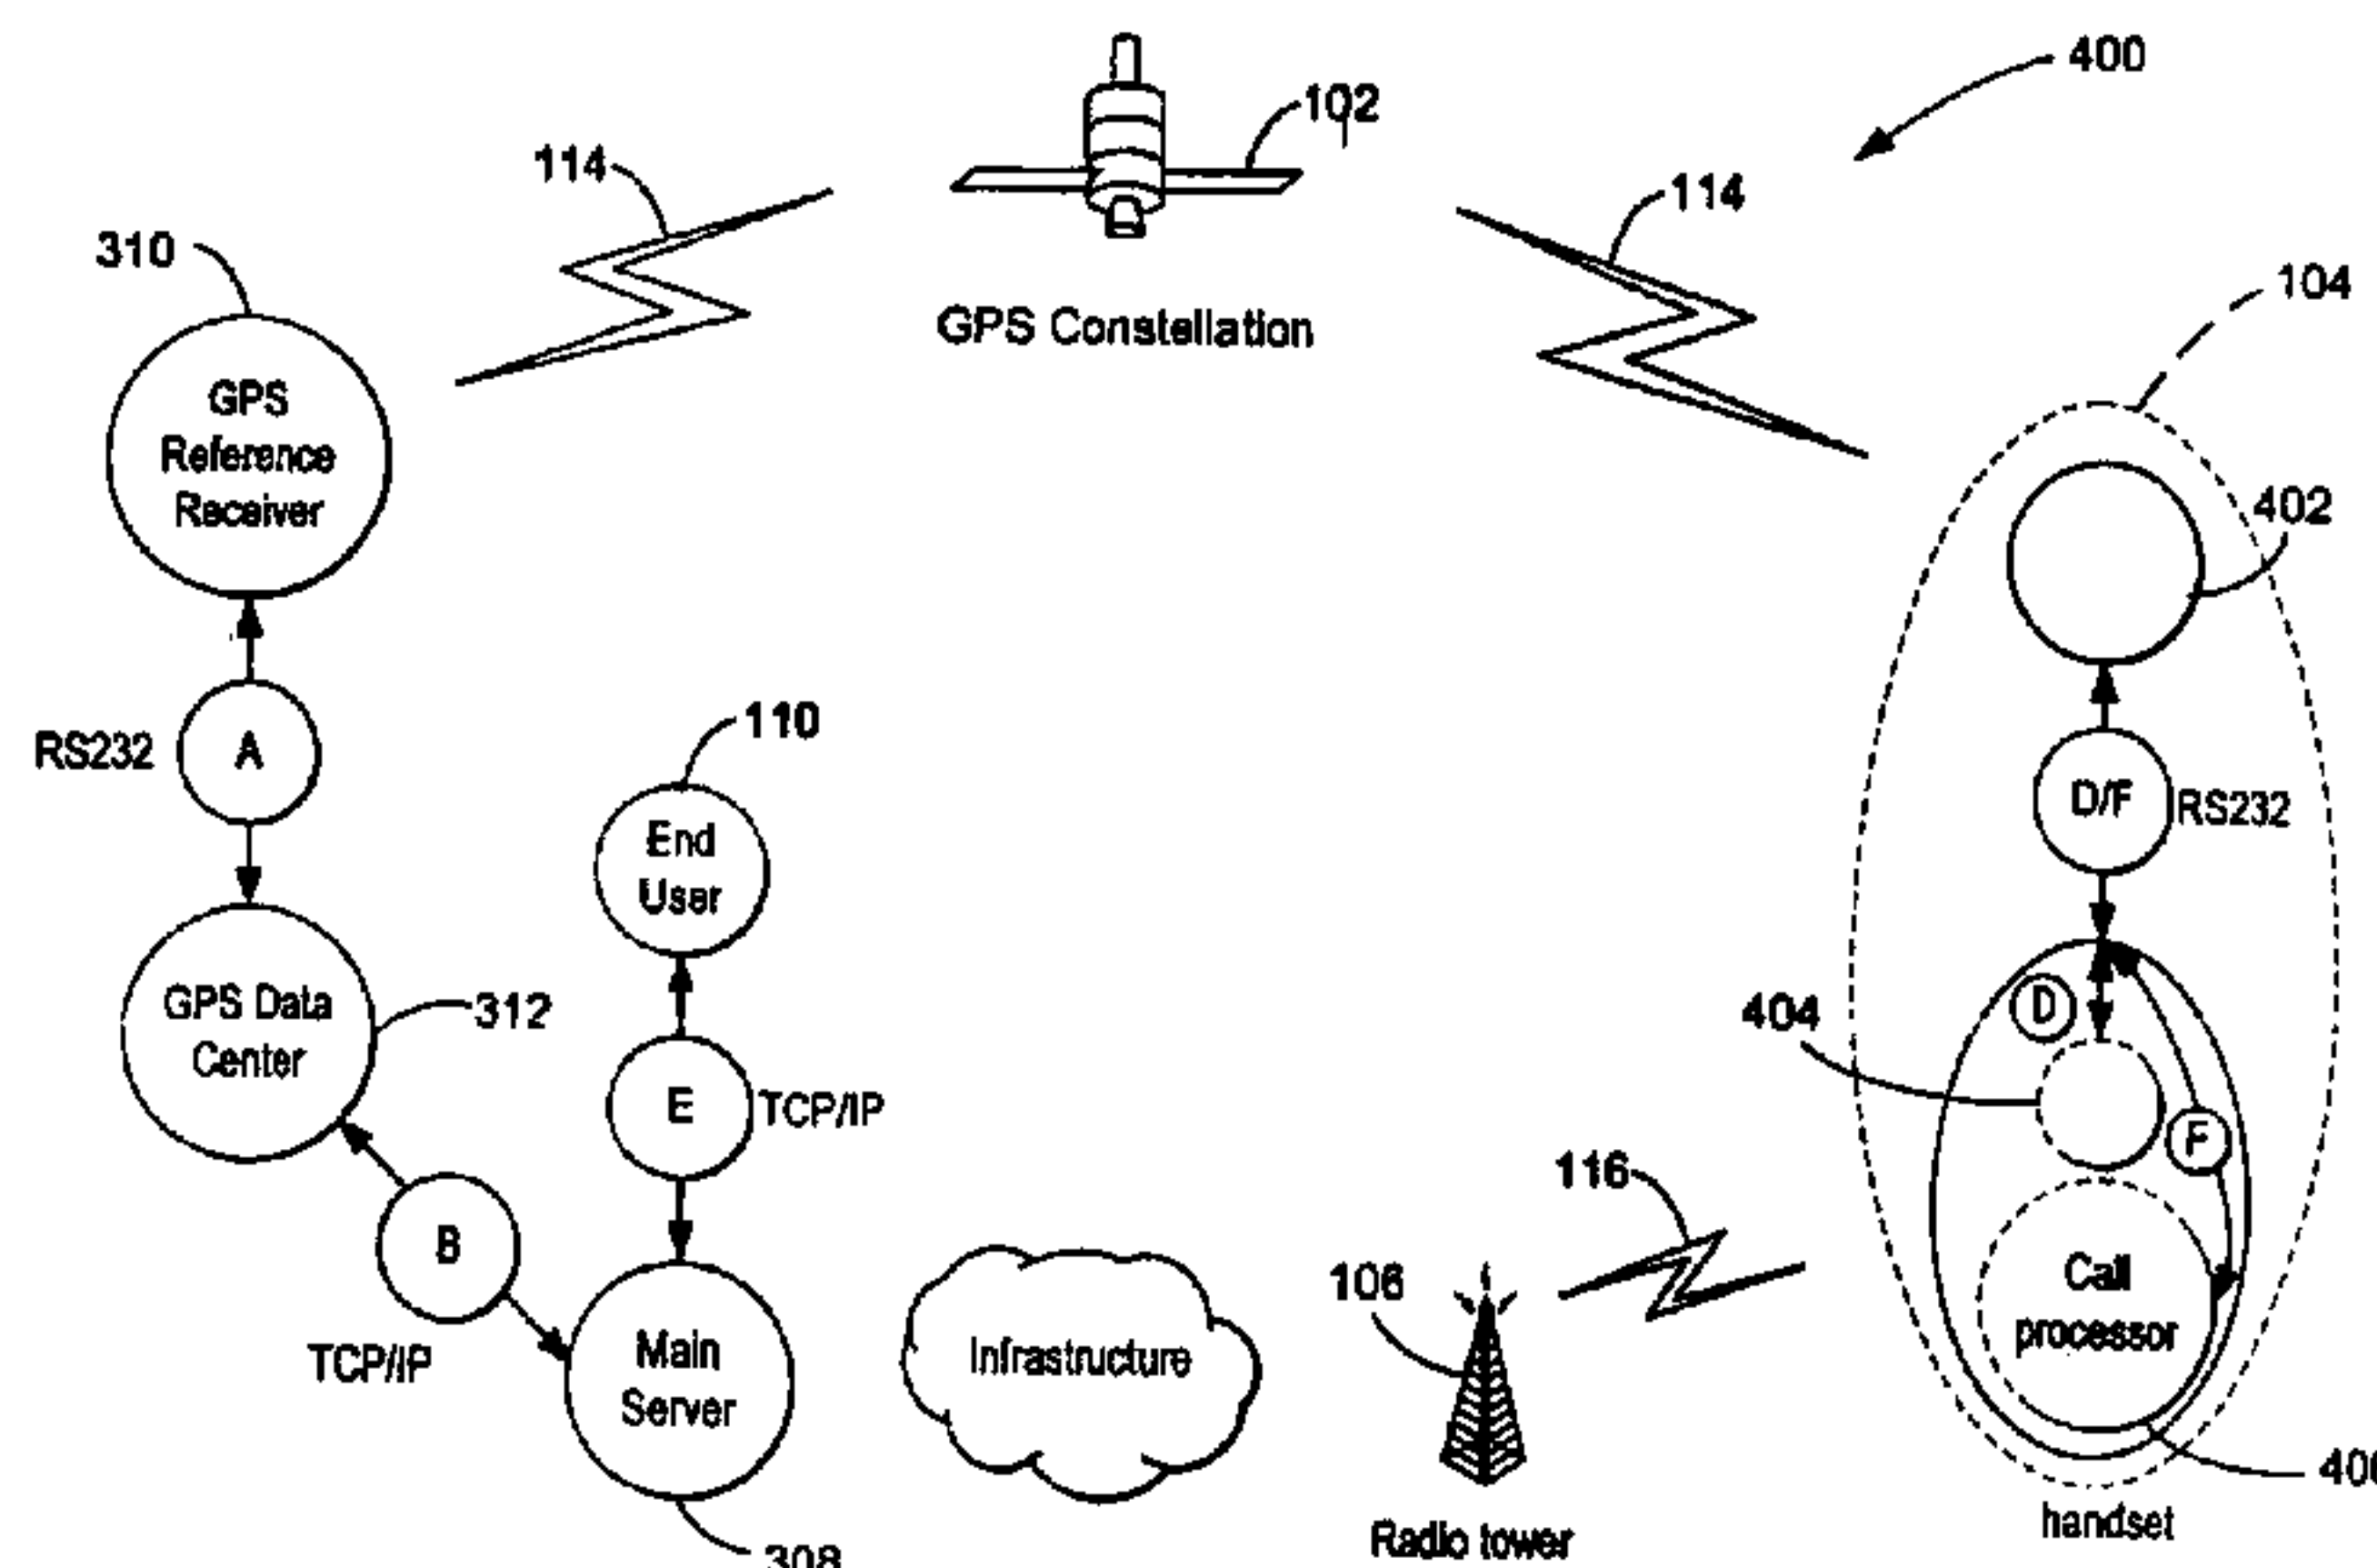 400
102
114
114
310
GPS Constellation
104
GPS
Reference
Receiver
402
110
RS232
A
D/F
RS232
End
User
GPS Data
Center
312
D
404
E
TCP/IP
F
116
B
106
Call
processor
TCP/IP
Main
Server
Infrastructure
308
Radio tower
handset